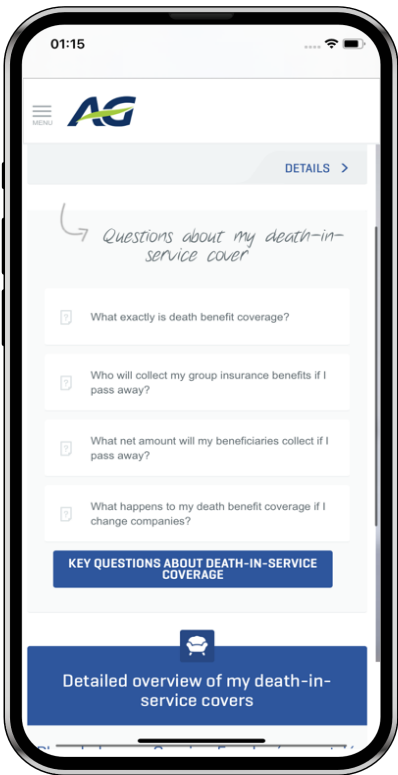 01:15
MENU
AG
DETAILS
Questions about my death-in-
service cover
What exactly is death benefit coverage?
Who will collect my group insurance benefits if I
pass away?
What net amount will my beneficiaries collect if I
pass away?
What happens to my death benefit coverage if I
change companies?
KEY QUESTIONS ABOUT DEATH-IN-SERVICE
COVERAGE
Detailed overview of my death-in-
service covers